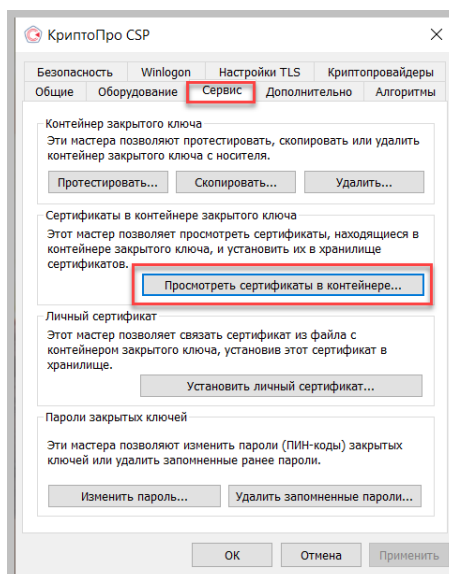 КриптоПро CSP
Безопасность Winlogon Настройки TLS Криптопровайдеры
Общие Оборудование Сервис Дополнительно Алгоритмы
Контейнер закрытого ключа
Эти мастера позволяют протестировать, скопировать или удалить
контейнер закрытого ключа с носителя.
Протестировать... Скопировать... Удалить...
Сертификаты в контейнере закрытого ключа
Этот мастер позволяет просмотреть сертификаты, находящиеся в
контейнере закрытого ключа, и установить их в хранилище
сертификатов.
Просмотреть сертификаты в контейнере...
Личный сертификат
Этот мастер позволяет связать сертификат из файла с
контейнером закрытого ключа, установив этот сертификат в
хранилище.
Установить личный сертификат...
Пароли закрытых ключей
Эти мастера позволяют изменить пароли (ПИН-коды) закрытых
ключей или удалить запомненные ранее пароли.
Изменить пароль... Удалить запомненные пароли...
ОК Отмена Применить